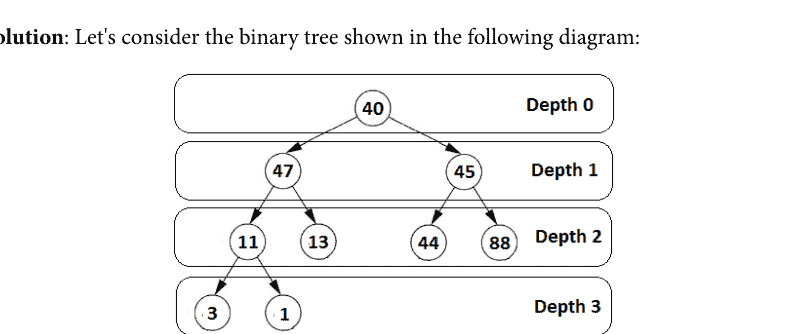 olution: Let's consider the binary tree shown in the following diagram:
40 Depth 0
47 45 Depth 1
11 13 44 88 Depth 2
3 1 Depth 3